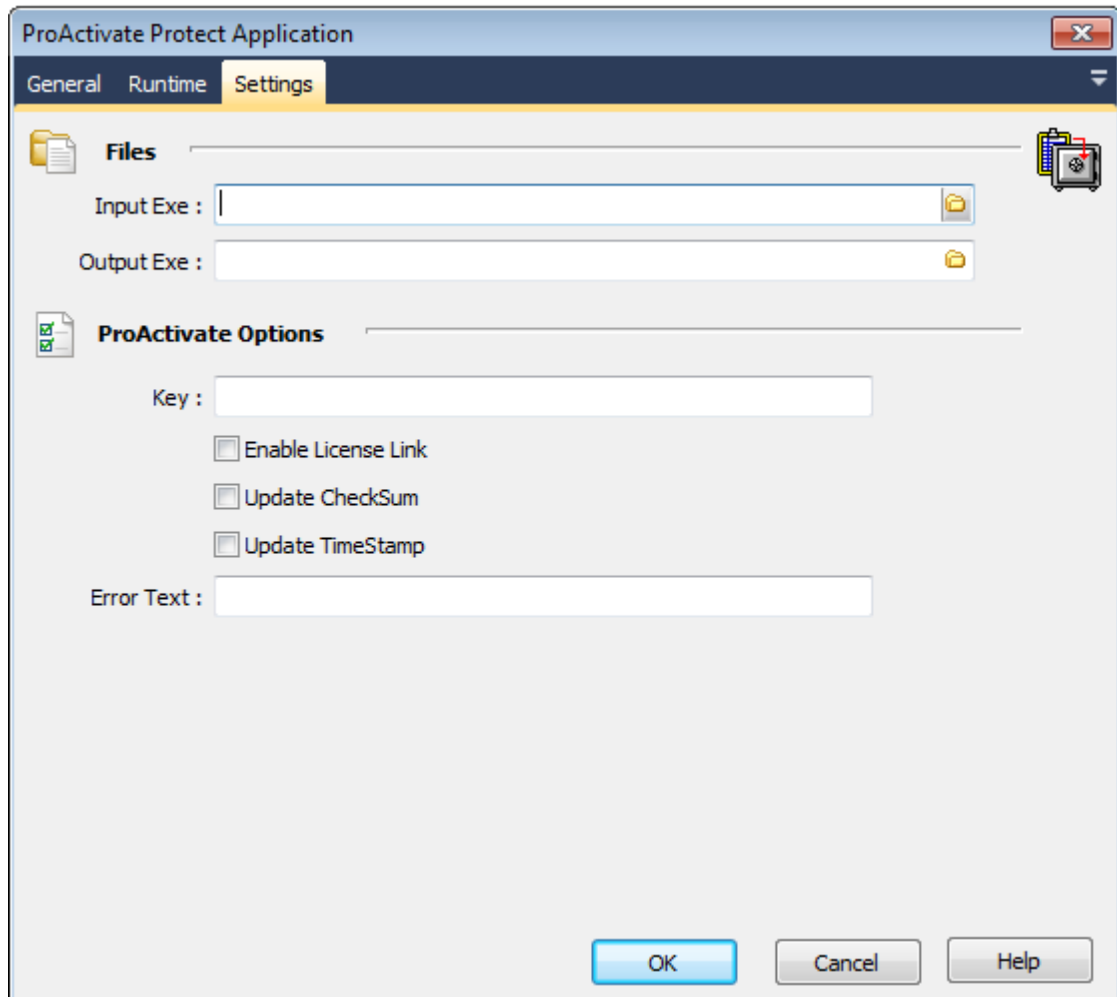 ProActivate Protect Application
General Runtime Settings
Files
Input Exe :
Output Exe :
ProActivate Options
Key :
Enable License Link
Update CheckSum
Update TimeStamp
Error Text :
OK Cancel Help